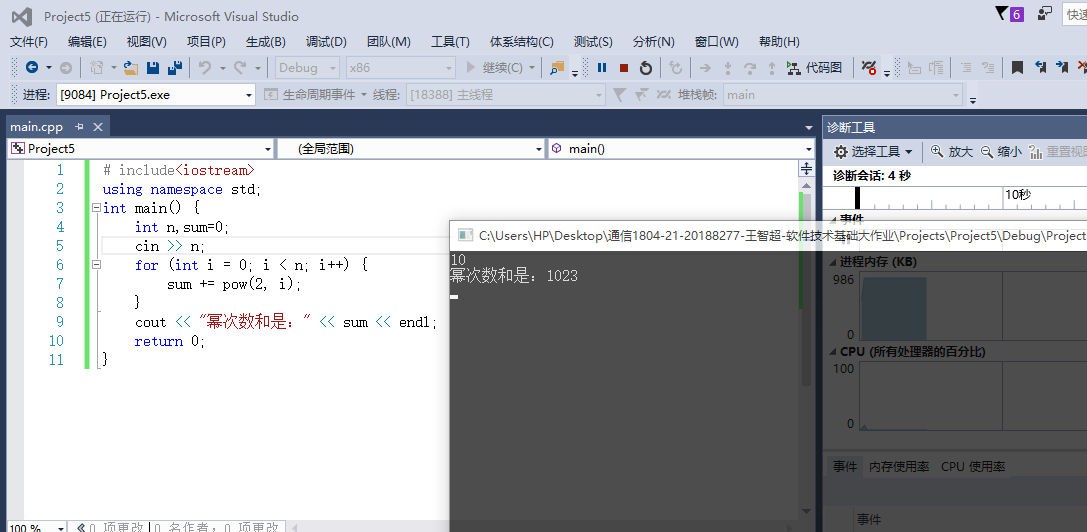 Project5 (正在运行) - Microsoft Visual Studio
6
快速
文件(F) 编辑(E) 视图(V) 项目(P) 生成(B) 调试(D) 团队(M) 工具(T) 体系结构(C) 测试(S) 分析(N) 窗口(W) 帮助(H)
Debug x86 继续(C) 代码图
进程: [9084] Project5.exe 生命周期事件 线程: [18388] 主线程 堆栈帧: main
main.cpp
Project5 (全局范围) main()
1 # include<iostream>
2 using namespace std;
3 int main() {
4 int n,sum=0;
5 cin >> n;
6 for (int i = 0; i < n; i++) {
7 sum += pow(2, i);
8 }
9 cout << "幂次数和是: " << sum << endl;
10 return 0;
11 }
100 %
0 项更改 | 0 名作者, 0 项更改
C:\Users\HP\Desktop\通信1804-21-20188277-王智超-软件技术基础大作业\Projects\Project5\Debug\Project
10
幂次数和是: 1023
诊断工具
选择工具 放大 缩小 重置视图
诊断会话: 4 秒
10秒
事件
进程内存 (KB)
986
0
CPU (所有处理器的百分比)
100
0
事件 内存使用率 CPU 使用率
事件